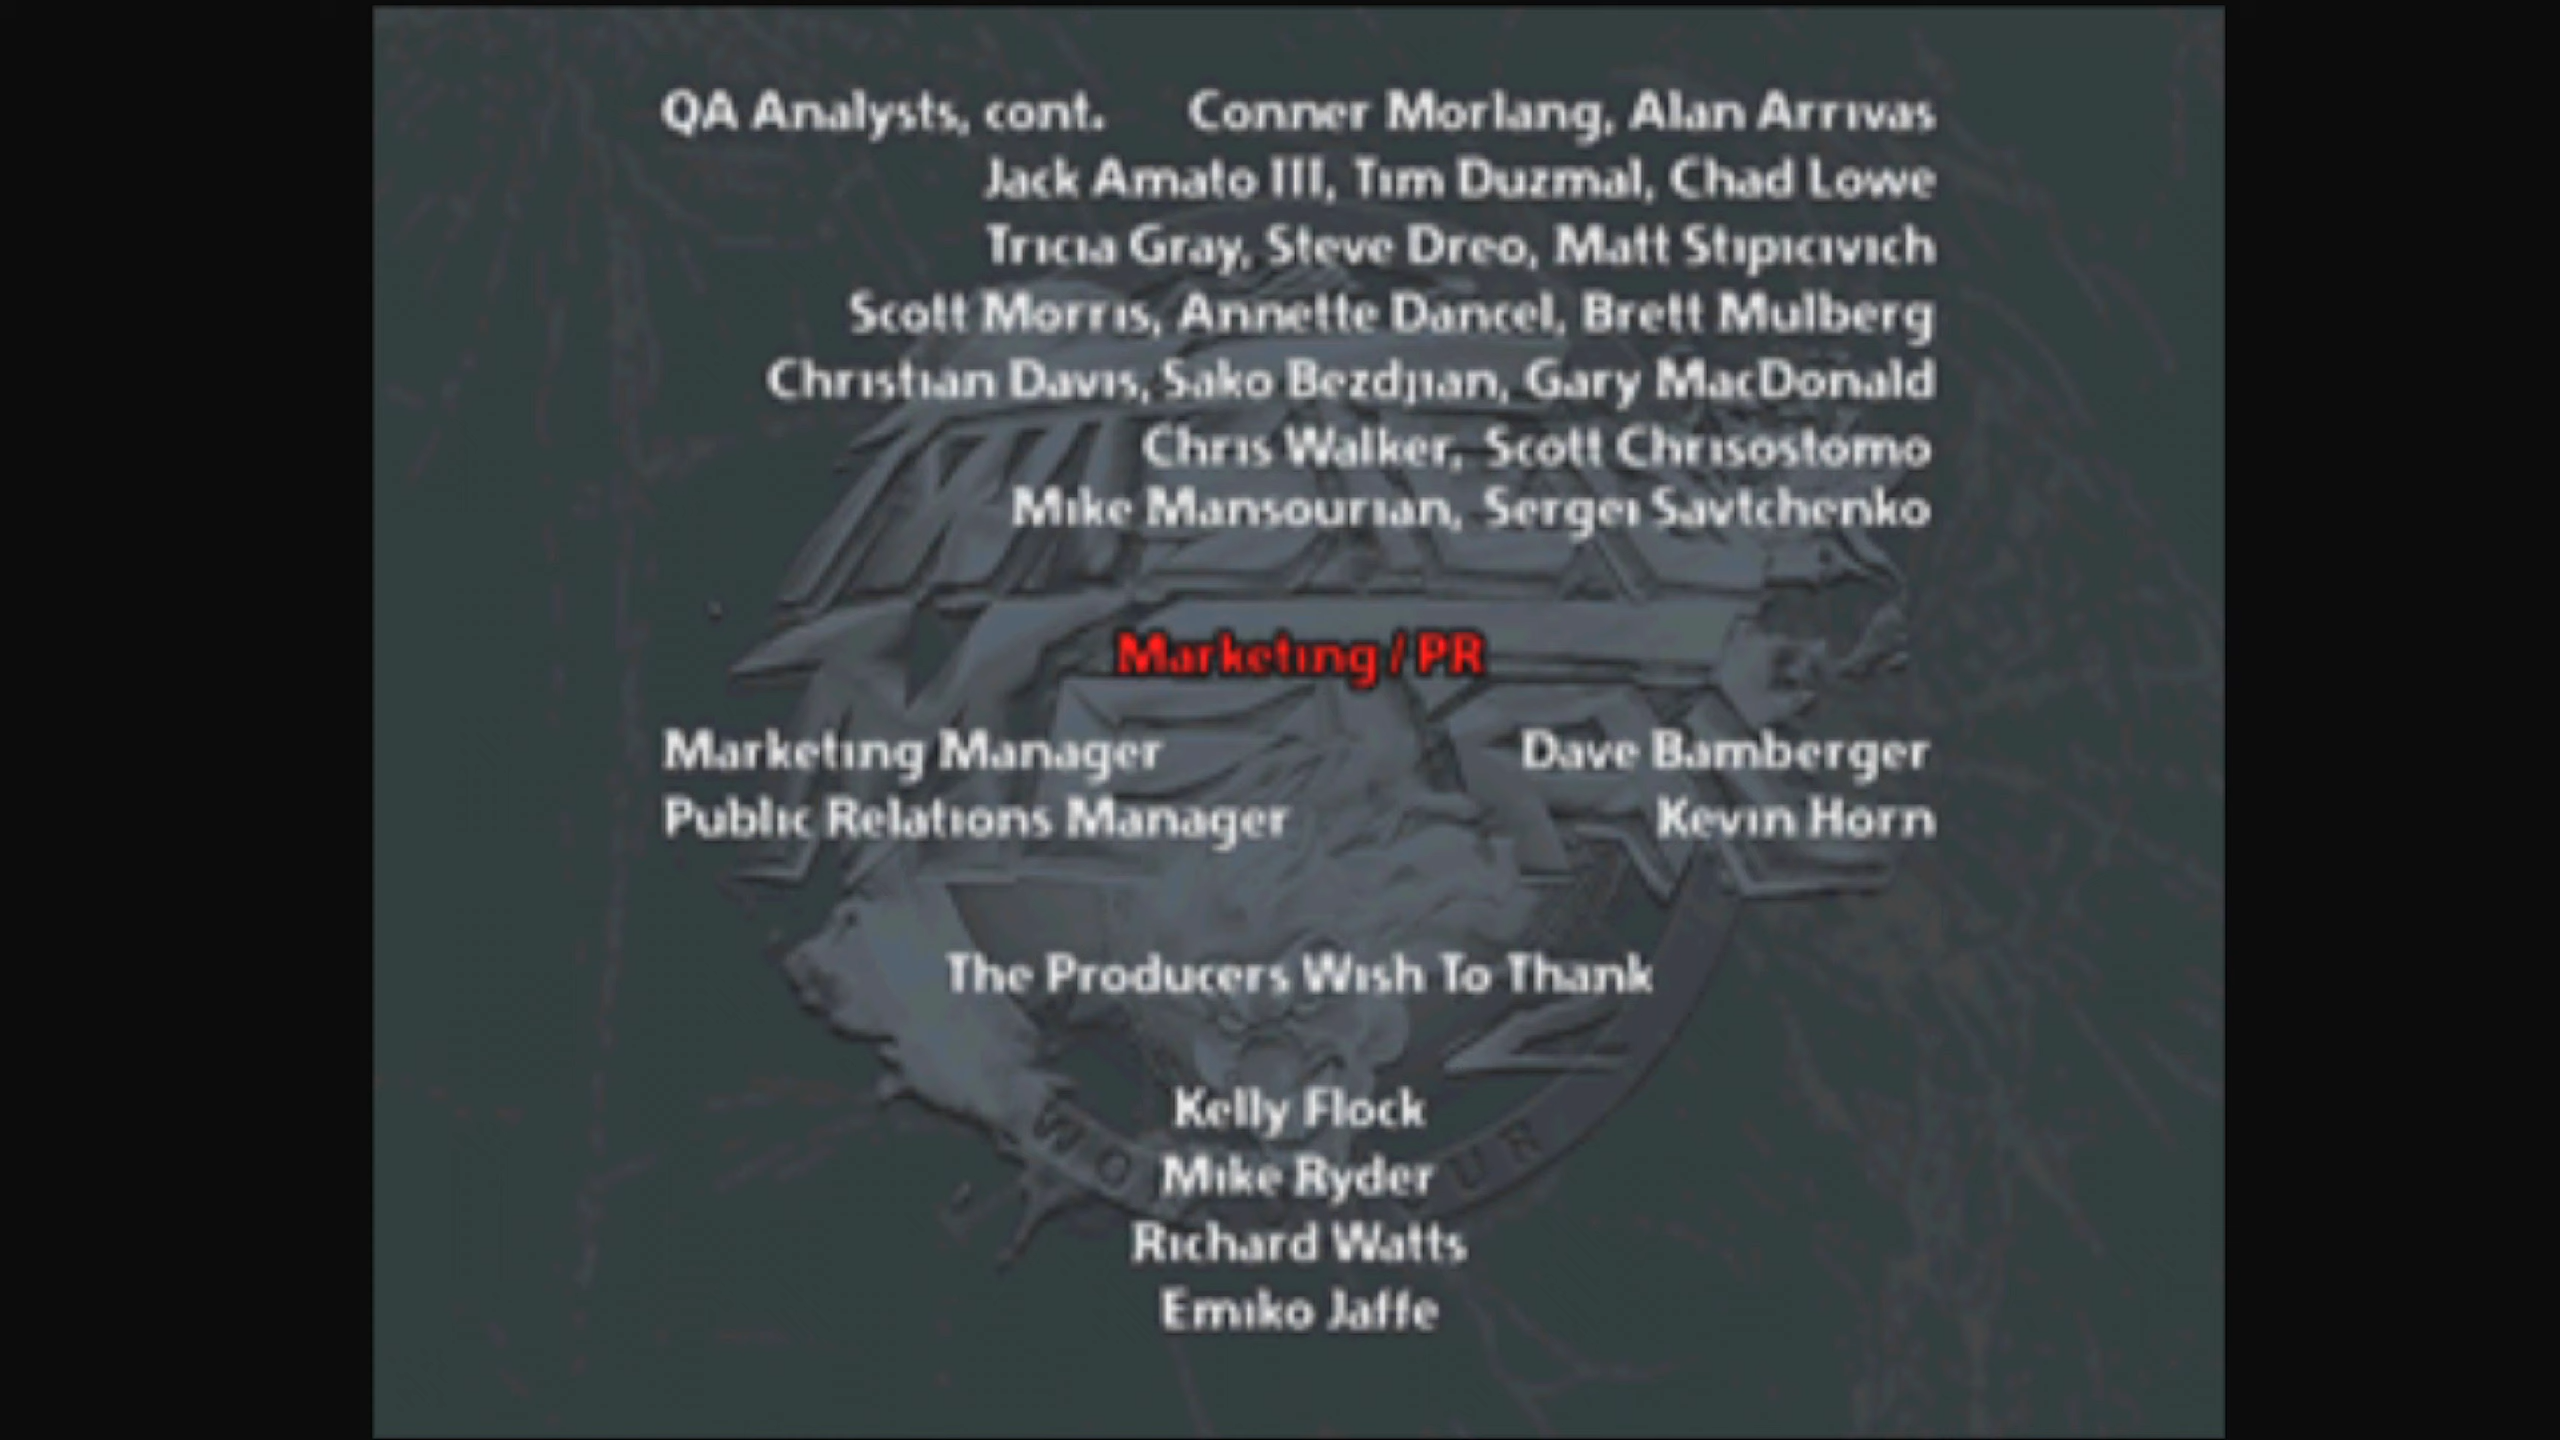 QA Analysts, cont. Conner Morlang, Alan Arrivas
Jack Amato III, Tim Duzmal, Chad Lowe
Tricia Gray, Steve Dreo, Matt Stipicivich
Scott Morris, Annette Dancel, Brett Mulberg
Christian Davis, Sako Bezdjian, Gary MacDonald
Chris Walker, Scott Chrisostomo
Mike Mansourian, Sergei Savtchenko
Marketing / PR
Marketing Manager Dave Bamberger
Public Relations Manager Kevin Horn
The Producers Wish To Thank
Kelly Flock
Mike Ryder
Richard Watts
Emiko Jaffe